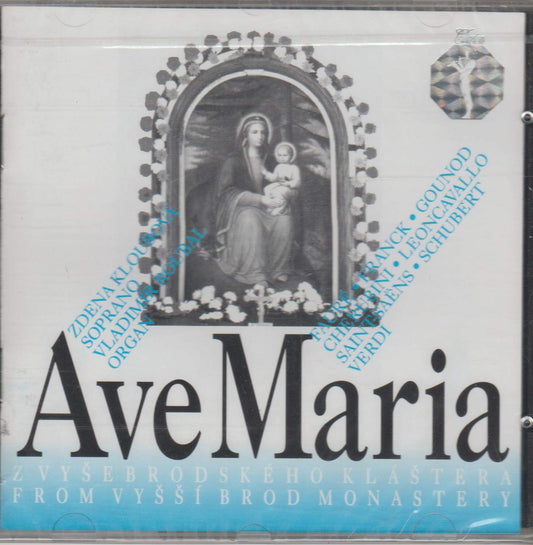 ZDENA KLOUBOVÁ
SOPRANO
VLADIMÍR ROUBAL
ORGAN
FAURÉ · FRANCK · GOUNOD
CHERUBINI · LEONCAVALLO
SAINT-SAËNS · SCHUBERT
VERDI
Ave Maria
Z VYŠEBRODSKÉHO KLÁŠTERA
FROM VYŠŠÍ BROD MONASTERY